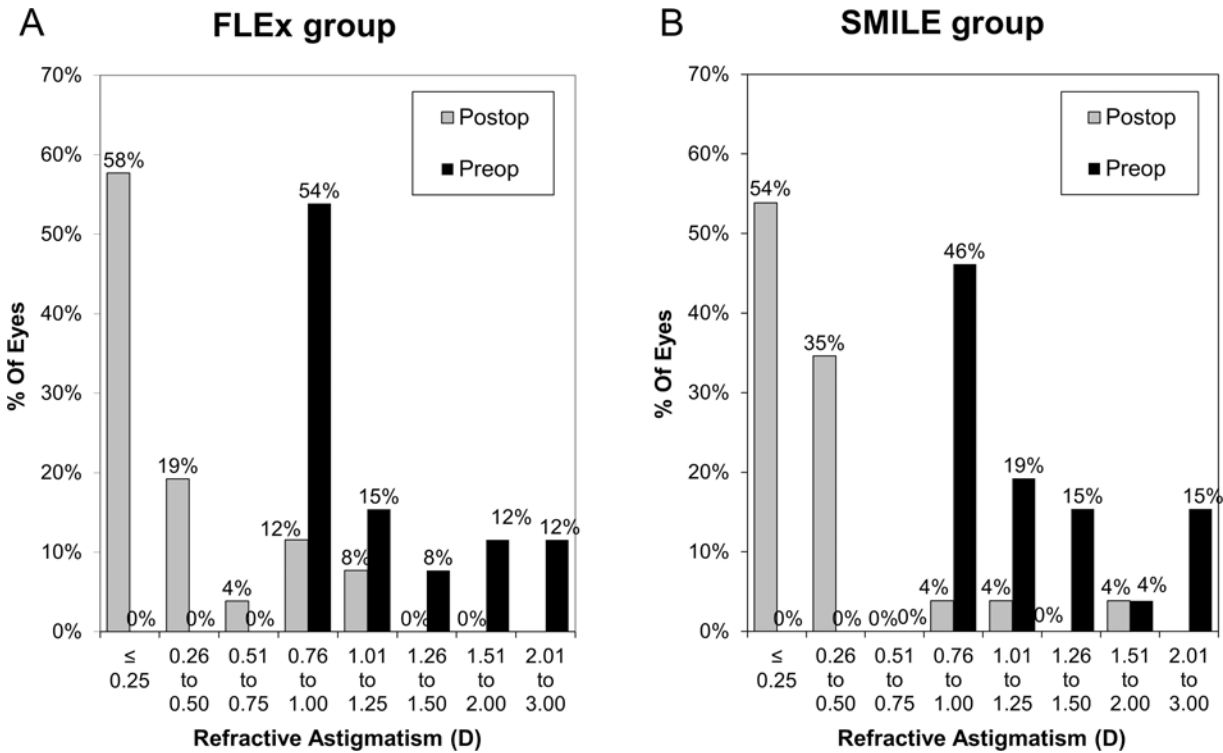 A
FLEx group
70%
60%
50%
40%
30%
20%
10%
0%
% Of Eyes
Postop
Preop
58%
0%
19%
0%
4%
0%
12%
54%
8%
15%
0%
8%
0%
12%
12%
≤ 0.25
0.26 to 0.50
0.51 to 0.75
0.76 to 1.00
1.01 to 1.25
1.26 to 1.50
1.51 to 2.00
2.01 to 3.00
Refractive Astigmatism (D)
B
SMILE group
70%
60%
50%
40%
30%
20%
10%
0%
% Of Eyes
Postop
Preop
54%
0%
35%
0%
0%
0%
4%
46%
4%
19%
0%
15%
4%
4%
15%
≤ 0.25
0.26 to 0.50
0.51 to 0.75
0.76 to 1.00
1.01 to 1.25
1.26 to 1.50
1.51 to 2.00
2.01 to 3.00
Refractive Astigmatism (D)